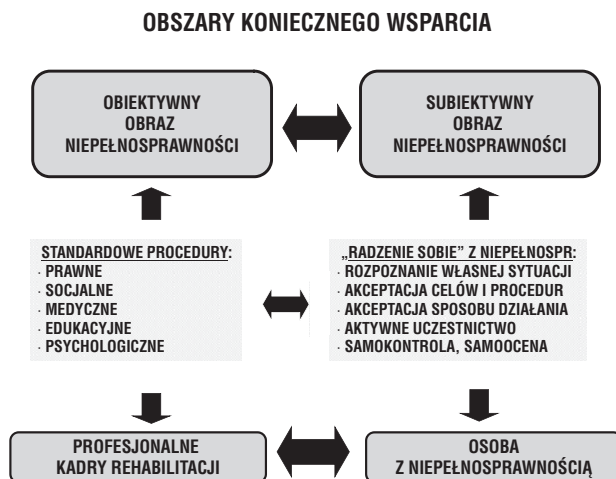 OBSZARY KONIECZNEGO WSPARCIA
OBIEKTYWNY
OBRAZ
NIEPEŁNOSPRAWNOŚCI
SUBIEKTYWNY
OBRAZ
NIEPEŁNOSPRAWNOŚCI
STANDARDOWE PROCEDURY:
· PRAWNE
· SOCJALNE
· MEDYCZNE
· EDUKACYJNE
· PSYCHOLOGICZNE
„RADZENIE SOBIE” Z NIEPEŁNOSPR:
· ROZPOZNANIE WŁASNEJ SYTUACJI
· AKCEPTACJA CELÓW I PROCEDUR
· AKCEPTACJA SPOSOBU DZIAŁANIA
· AKTYWNE UCZESTNICTWO
· SAMOKONTROLA, SAMOOCENA
PROFESJONALNE
KADRY REHABILITACJI
OSOBA
Z NIEPEŁNOSPRAWNOŚCIĄ